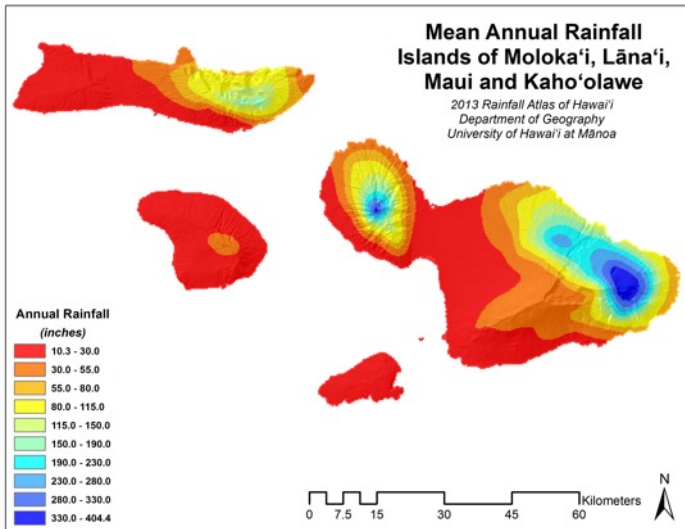 Mean Annual Rainfall
Islands of Moloka‘i, Lāna‘i,
Maui and Kaho‘olawe
2013 Rainfall Atlas of Hawai‘i
Department of Geography
University of Hawai‘i at Mānoa
Annual Rainfall
(inches)
10.3 - 30.0
30.0 - 55.0
55.0 - 80.0
80.0 - 115.0
115.0 - 150.0
150.0 - 190.0
190.0 - 230.0
230.0 - 280.0
280.0 - 330.0
330.0 - 404.4
N
Kilometers
0 7.5 15 30 45 60